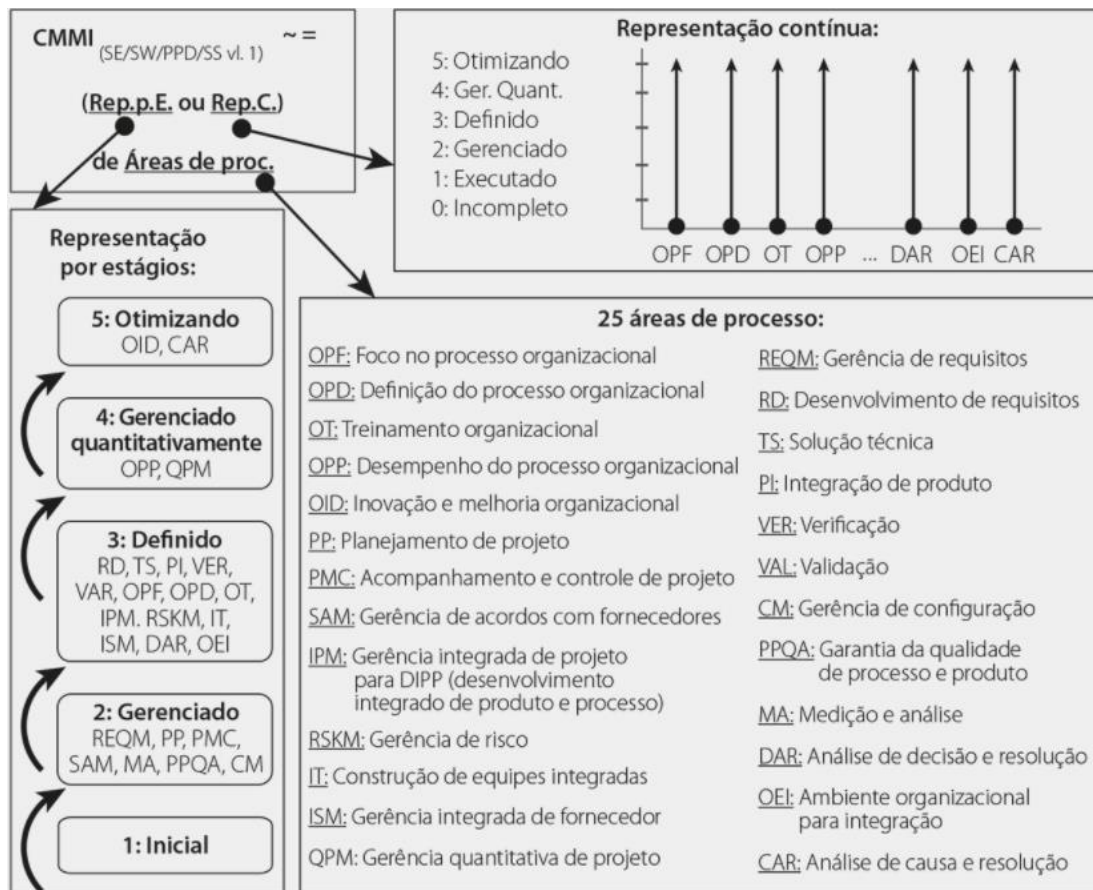 CMMI (SE/SW/PPD/SS vl. 1) ~ =
(Rep.p.E. ou Rep.C.)
de Áreas de proc.
Representação contínua:
5: Otimizando
4: Ger. Quant.
3: Definido
2: Gerenciado
1: Executado
0: Incompleto
OPF OPD OT OPP ... DAR OEI CAR
Representação
por estágios:
5: Otimizando
OID, CAR
4: Gerenciado
quantitativamente
OPP, QPM
3: Definido
RD, TS, PI, VER,
VAR, OPF, OPD, OT,
IPM. RSKM, IT,
ISM, DAR, OEI
2: Gerenciado
REQM, PP, PMC,
SAM, MA, PPQA, CM
1: Inicial
25 áreas de processo:
OPF: Foco no processo organizacional
OPD: Definição do processo organizacional
OT: Treinamento organizacional
OPP: Desempenho do processo organizacional
OID: Inovação e melhoria organizacional
PP: Planejamento de projeto
PMC: Acompanhamento e controle de projeto
SAM: Gerência de acordos com fornecedores
IPM: Gerência integrada de projeto
para DIPP (desenvolvimento
integrado de produto e processo)
RSKM: Gerência de risco
IT: Construção de equipes integradas
ISM: Gerência integrada de fornecedor
QPM: Gerência quantitativa de projeto
REQM: Gerência de requisitos
RD: Desenvolvimento de requisitos
TS: Solução técnica
PI: Integração de produto
VER: Verificação
VAL: Validação
CM: Gerência de configuração
PPQA: Garantia da qualidade
de processo e produto
MA: Medição e análise
DAR: Análise de decisão e resolução
OEI: Ambiente organizacional
para integração
CAR: Análise de causa e resolução